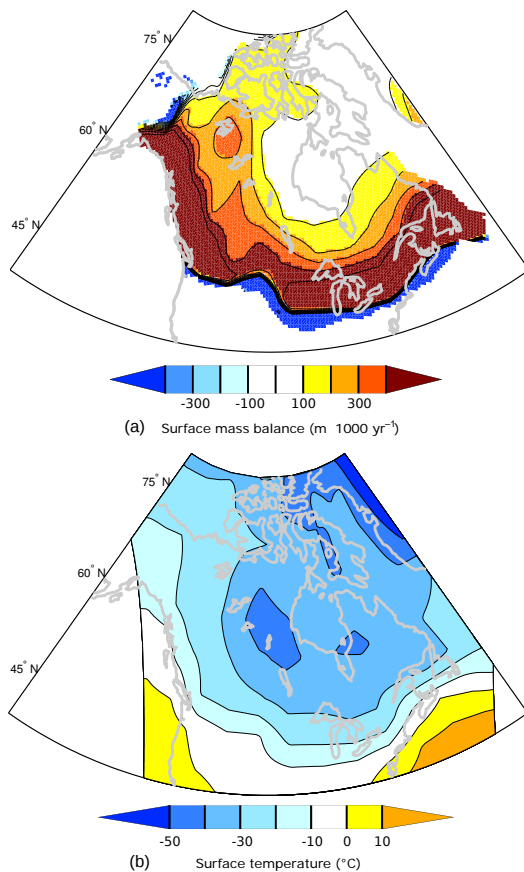 75° N
60° N
45° N
-300 -100 100 300
(a) Surface mass balance (m 1000 yr⁻¹)
75° N
60° N
45° N
-50 -30 -10 0 10
(b) Surface temperature (°C)